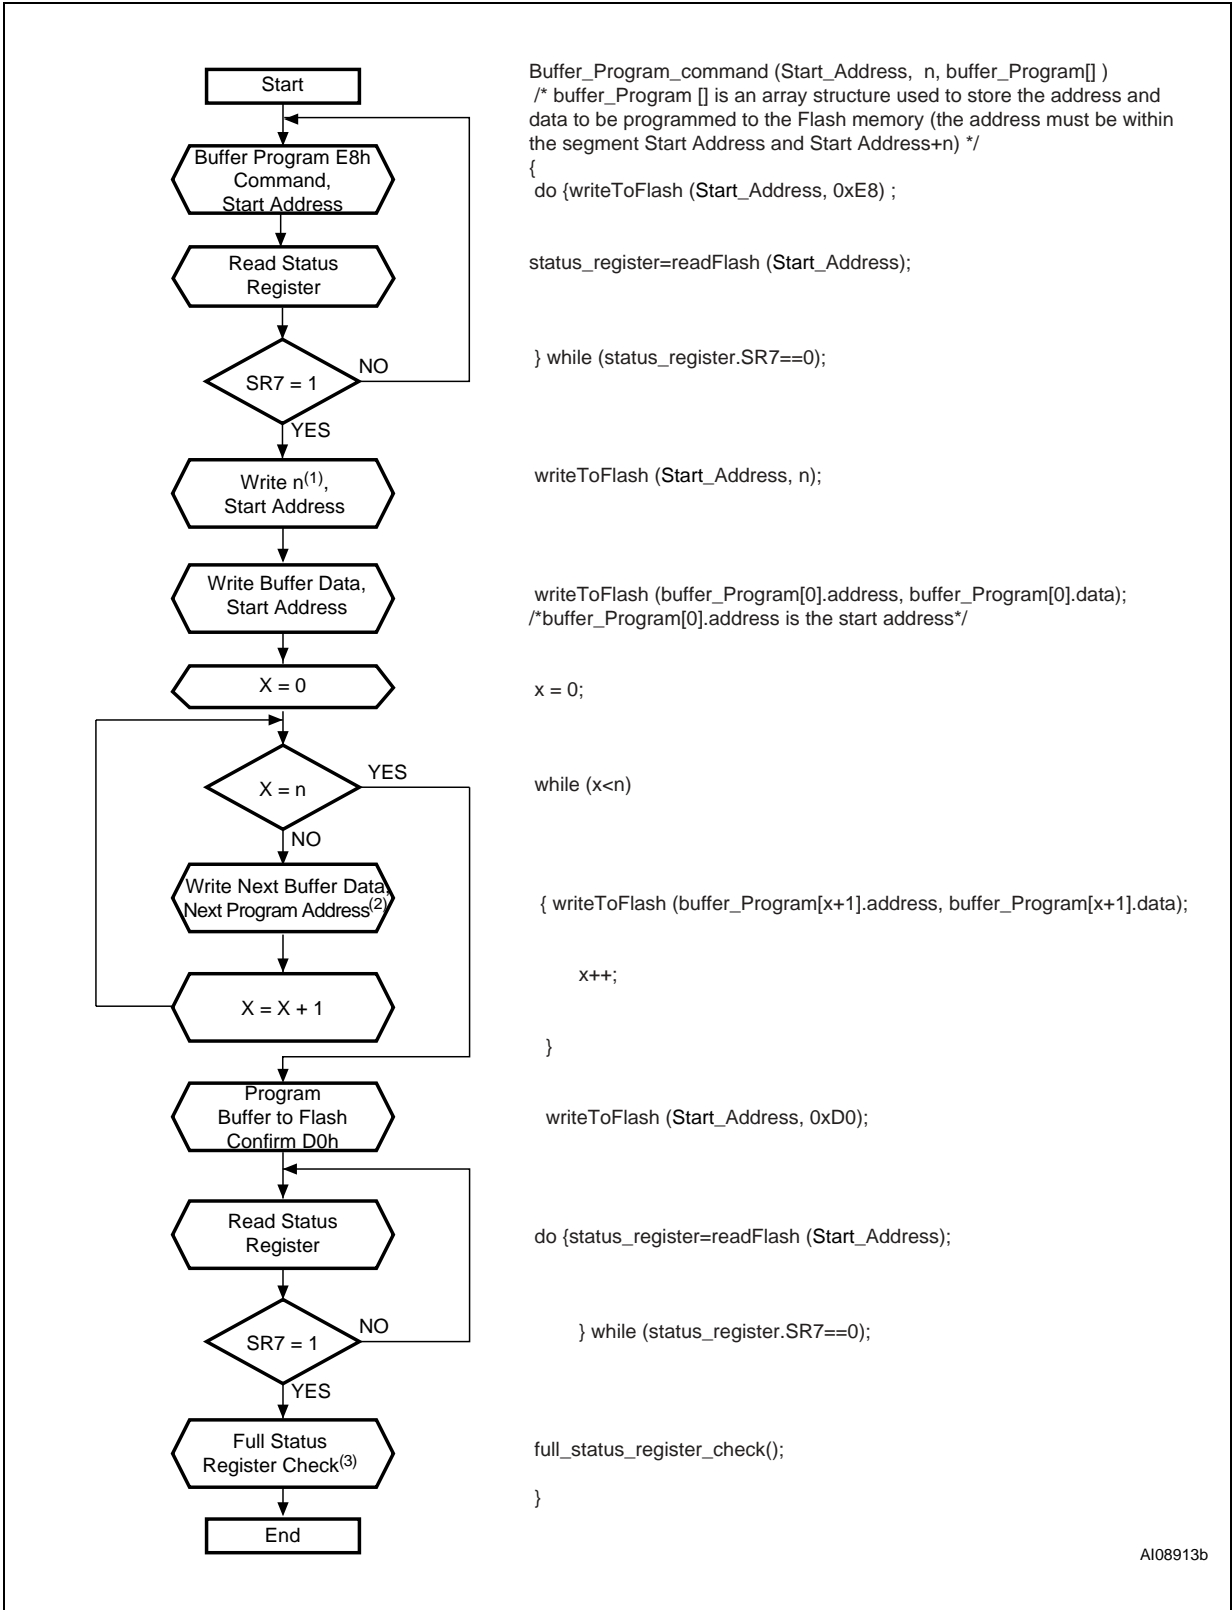 Start
Buffer_Program_command (Start_Address, n, buffer_Program[] )
/* buffer_Program [] is an array structure used to store the address and
data to be programmed to the Flash memory (the address must be within
the segment Start Address and Start Address+n) */
{
Buffer Program E8h
Command,
Start Address
do {writeToFlash (Start_Address, 0xE8) ;
Read Status
Register
status_register=readFlash (Start_Address);
SR7 = 1
NO
YES
} while (status_register.SR7==0);
Write n(1),
Start Address
writeToFlash (Start_Address, n);
Write Buffer Data,
Start Address
writeToFlash (buffer_Program[0].address, buffer_Program[0].data);
/*buffer_Program[0].address is the start address*/
X = 0
x = 0;
X = n
YES
NO
while (x<n)
Write Next Buffer Data,
Next Program Address(2)
{ writeToFlash (buffer_Program[x+1].address, buffer_Program[x+1].data);
X = X + 1
x++;
}
Program
Buffer to Flash
Confirm D0h
writeToFlash (Start_Address, 0xD0);
Read Status
Register
do {status_register=readFlash (Start_Address);
SR7 = 1
NO
YES
} while (status_register.SR7==0);
Full Status
Register Check(3)
full_status_register_check();
}
End
AI08913b